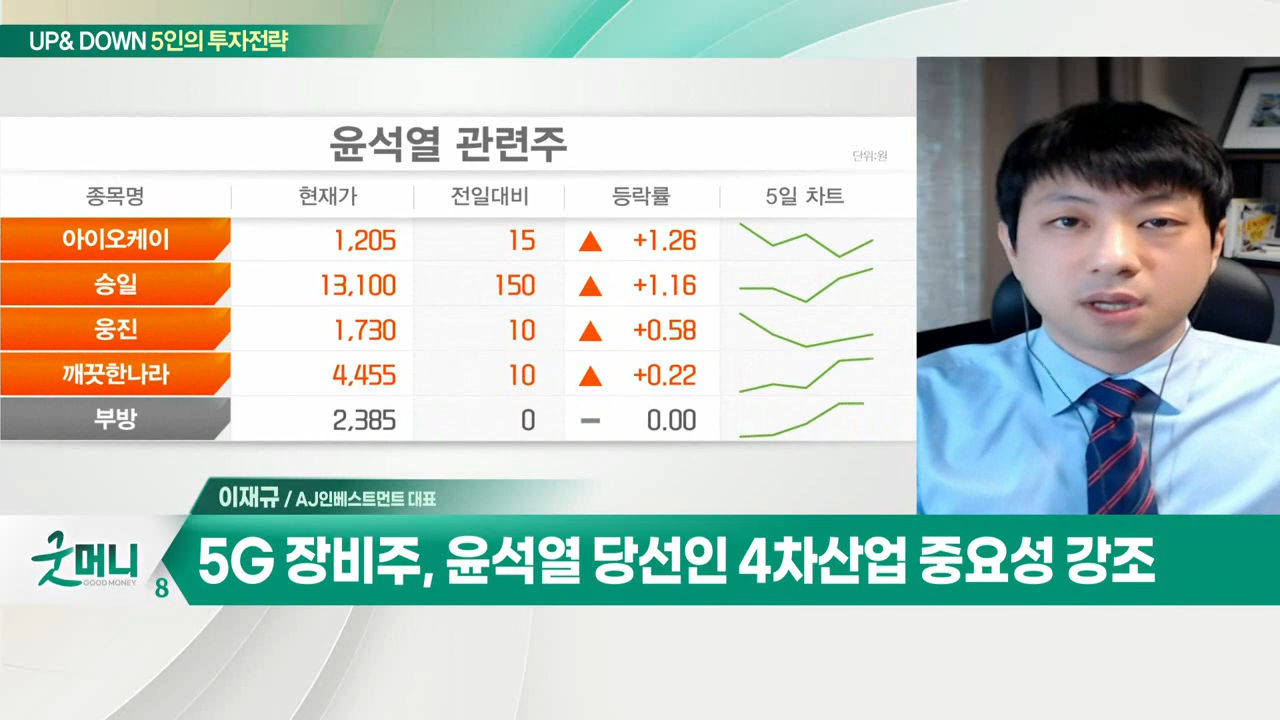 UP& DOWN 5인의 투자전략
윤석열 관련주
단위:원
종목명 현재가 전일대비 등락률 5일 차트
아이오케이 1,205 15 ▲ +1.26
승일 13,100 150 ▲ +1.16
웅진 1,730 10 ▲ +0.58
깨끗한나라 4,455 10 ▲ +0.22
부방 2,385 0 － 0.00
이재규 / AJ인베스트먼트 대표
굿머니
GOOD MONEY
8
5G 장비주, 윤석열 당선인 4차산업 중요성 강조